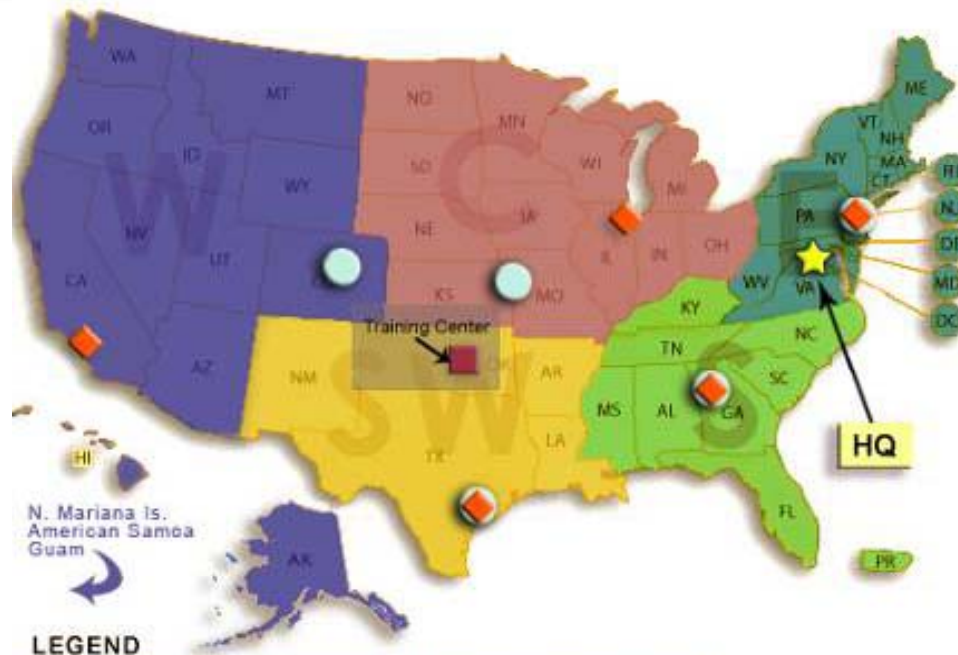 WA
MT
ND
ME
OR
ID
MN
VT
NH
SD
WI
NY
MA
CT
RI
WY
MI
W
C
NE
IA
PA
NJ
NV
UT
IL
IN
OH
DE
CA
WV
VA
MD
KS
MO
KY
DC
Training Center
NC
TN
AZ
NM
OK
AR
SC
MS
AL
GA
SW
S
HQ
TX
LA
HI
FL
N. Mariana Is.
American Samoa
Guam
AK
PR
LEGEND